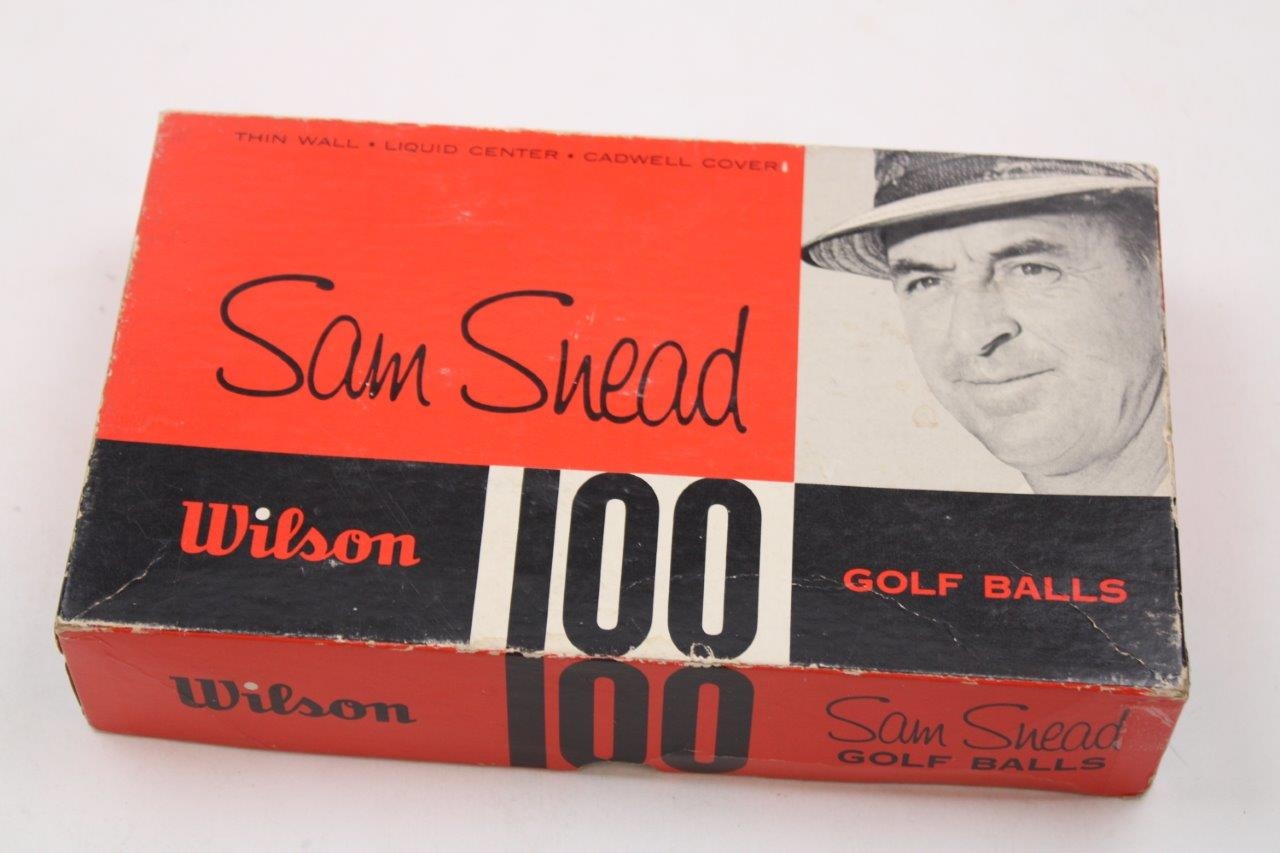 THIN WALL • LIQUID CENTER • CADWELL COVER
Sam Snead
Wilson 100 GOLF BALLS
Wilson 100 Sam Snead
GOLF BALLS